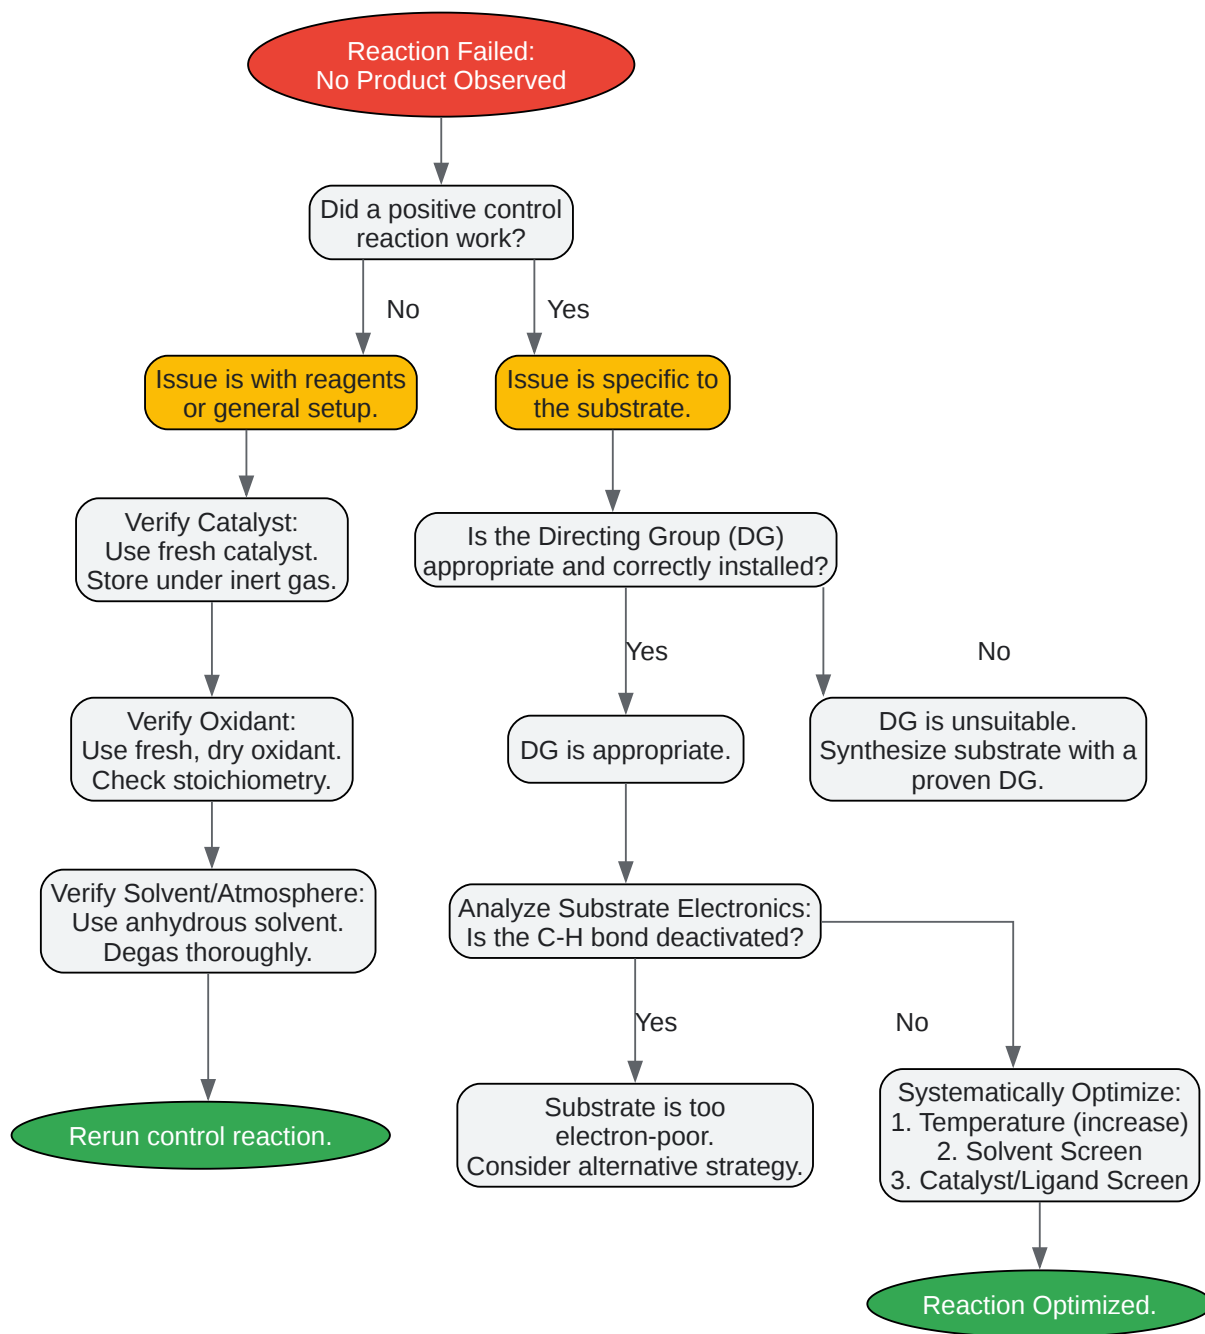 Reaction Failed:
No Product Observed
Did a positive control
reaction work?
No
Yes
Issue is with reagents
or general setup.
Issue is specific to
the substrate.
Verify Catalyst:
Use fresh catalyst.
Store under inert gas.
Is the Directing Group (DG)
appropriate and correctly installed?
Yes
No
Verify Oxidant:
Use fresh, dry oxidant.
Check stoichiometry.
DG is appropriate.
DG is unsuitable.
Synthesize substrate with a
proven DG.
Verify Solvent/Atmosphere:
Use anhydrous solvent.
Degas thoroughly.
Analyze Substrate Electronics:
Is the C-H bond deactivated?
Yes
No
Rerun control reaction.
Substrate is too
electron-poor.
Consider alternative strategy.
Systematically Optimize:
1. Temperature (increase)
2. Solvent Screen
3. Catalyst/Ligand Screen
Reaction Optimized.